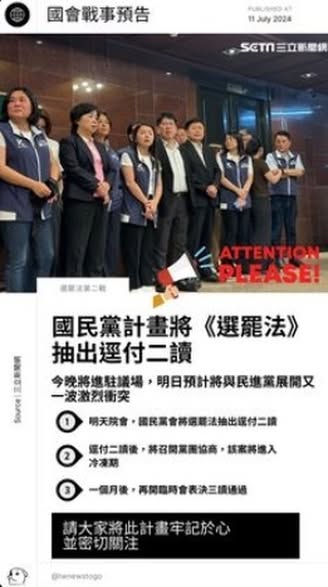 國會戰事預告
PUBLISHED AT
11 July 2024
SETN 三立新聞網
ATTENTION
PLEASE!
選罷法第二戰
國民黨計畫將《選罷法》
抽出逕付二讀
今晚將進駐議場，明日預計將與民進黨展開又
一波激烈衝突
1 明天院會，國民黨會將選罷法抽出逕付二讀
2 逕付二讀後，將召開黨團協商，該案將進入
冷凍期
3 一個月後，再開臨時會表決三讀通過
Source | 三立新聞網
請大家將此計畫牢記於心
並密切關注
@henewstogo